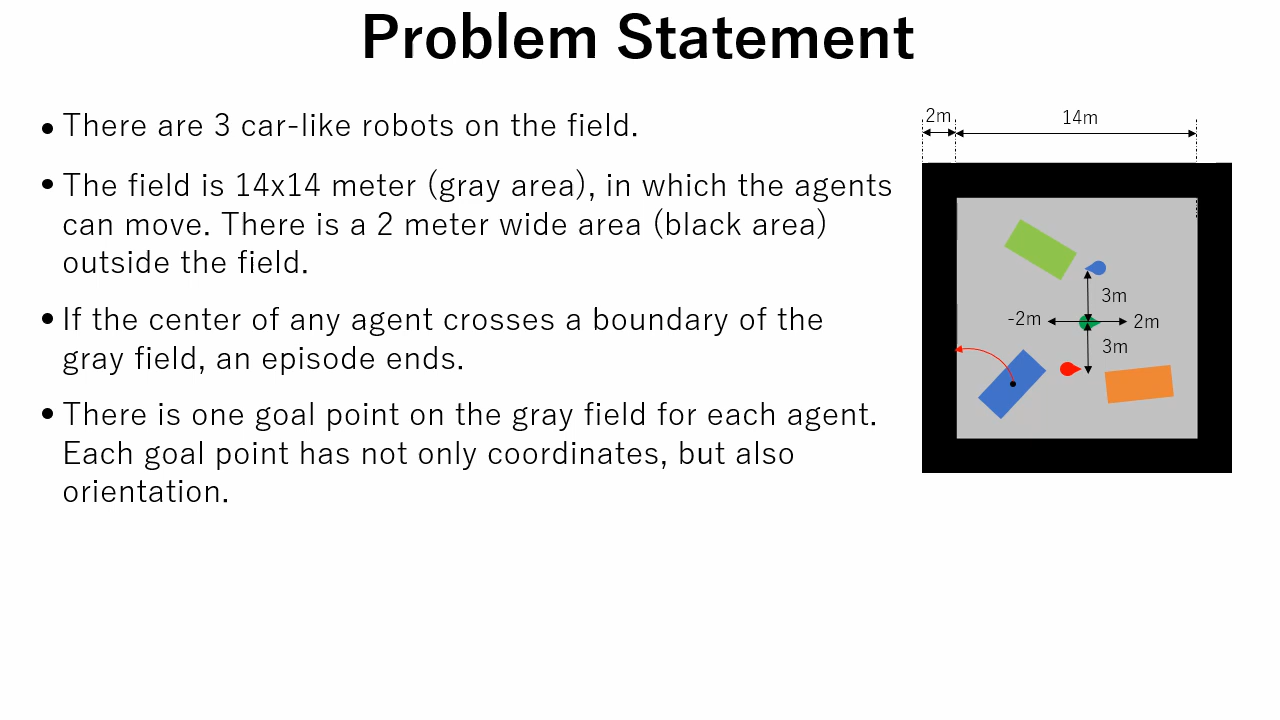 Problem Statement
• There are 3 car-like robots on the field.
• The field is 14x14 meter (gray area), in which the agents
can move. There is a 2 meter wide area (black area)
outside the field.
• If the center of any agent crosses a boundary of the
gray field, an episode ends.
• There is one goal point on the gray field for each agent.
Each goal point has not only coordinates, but also
orientation.
2m
14m
3m
-2m
2m
3m